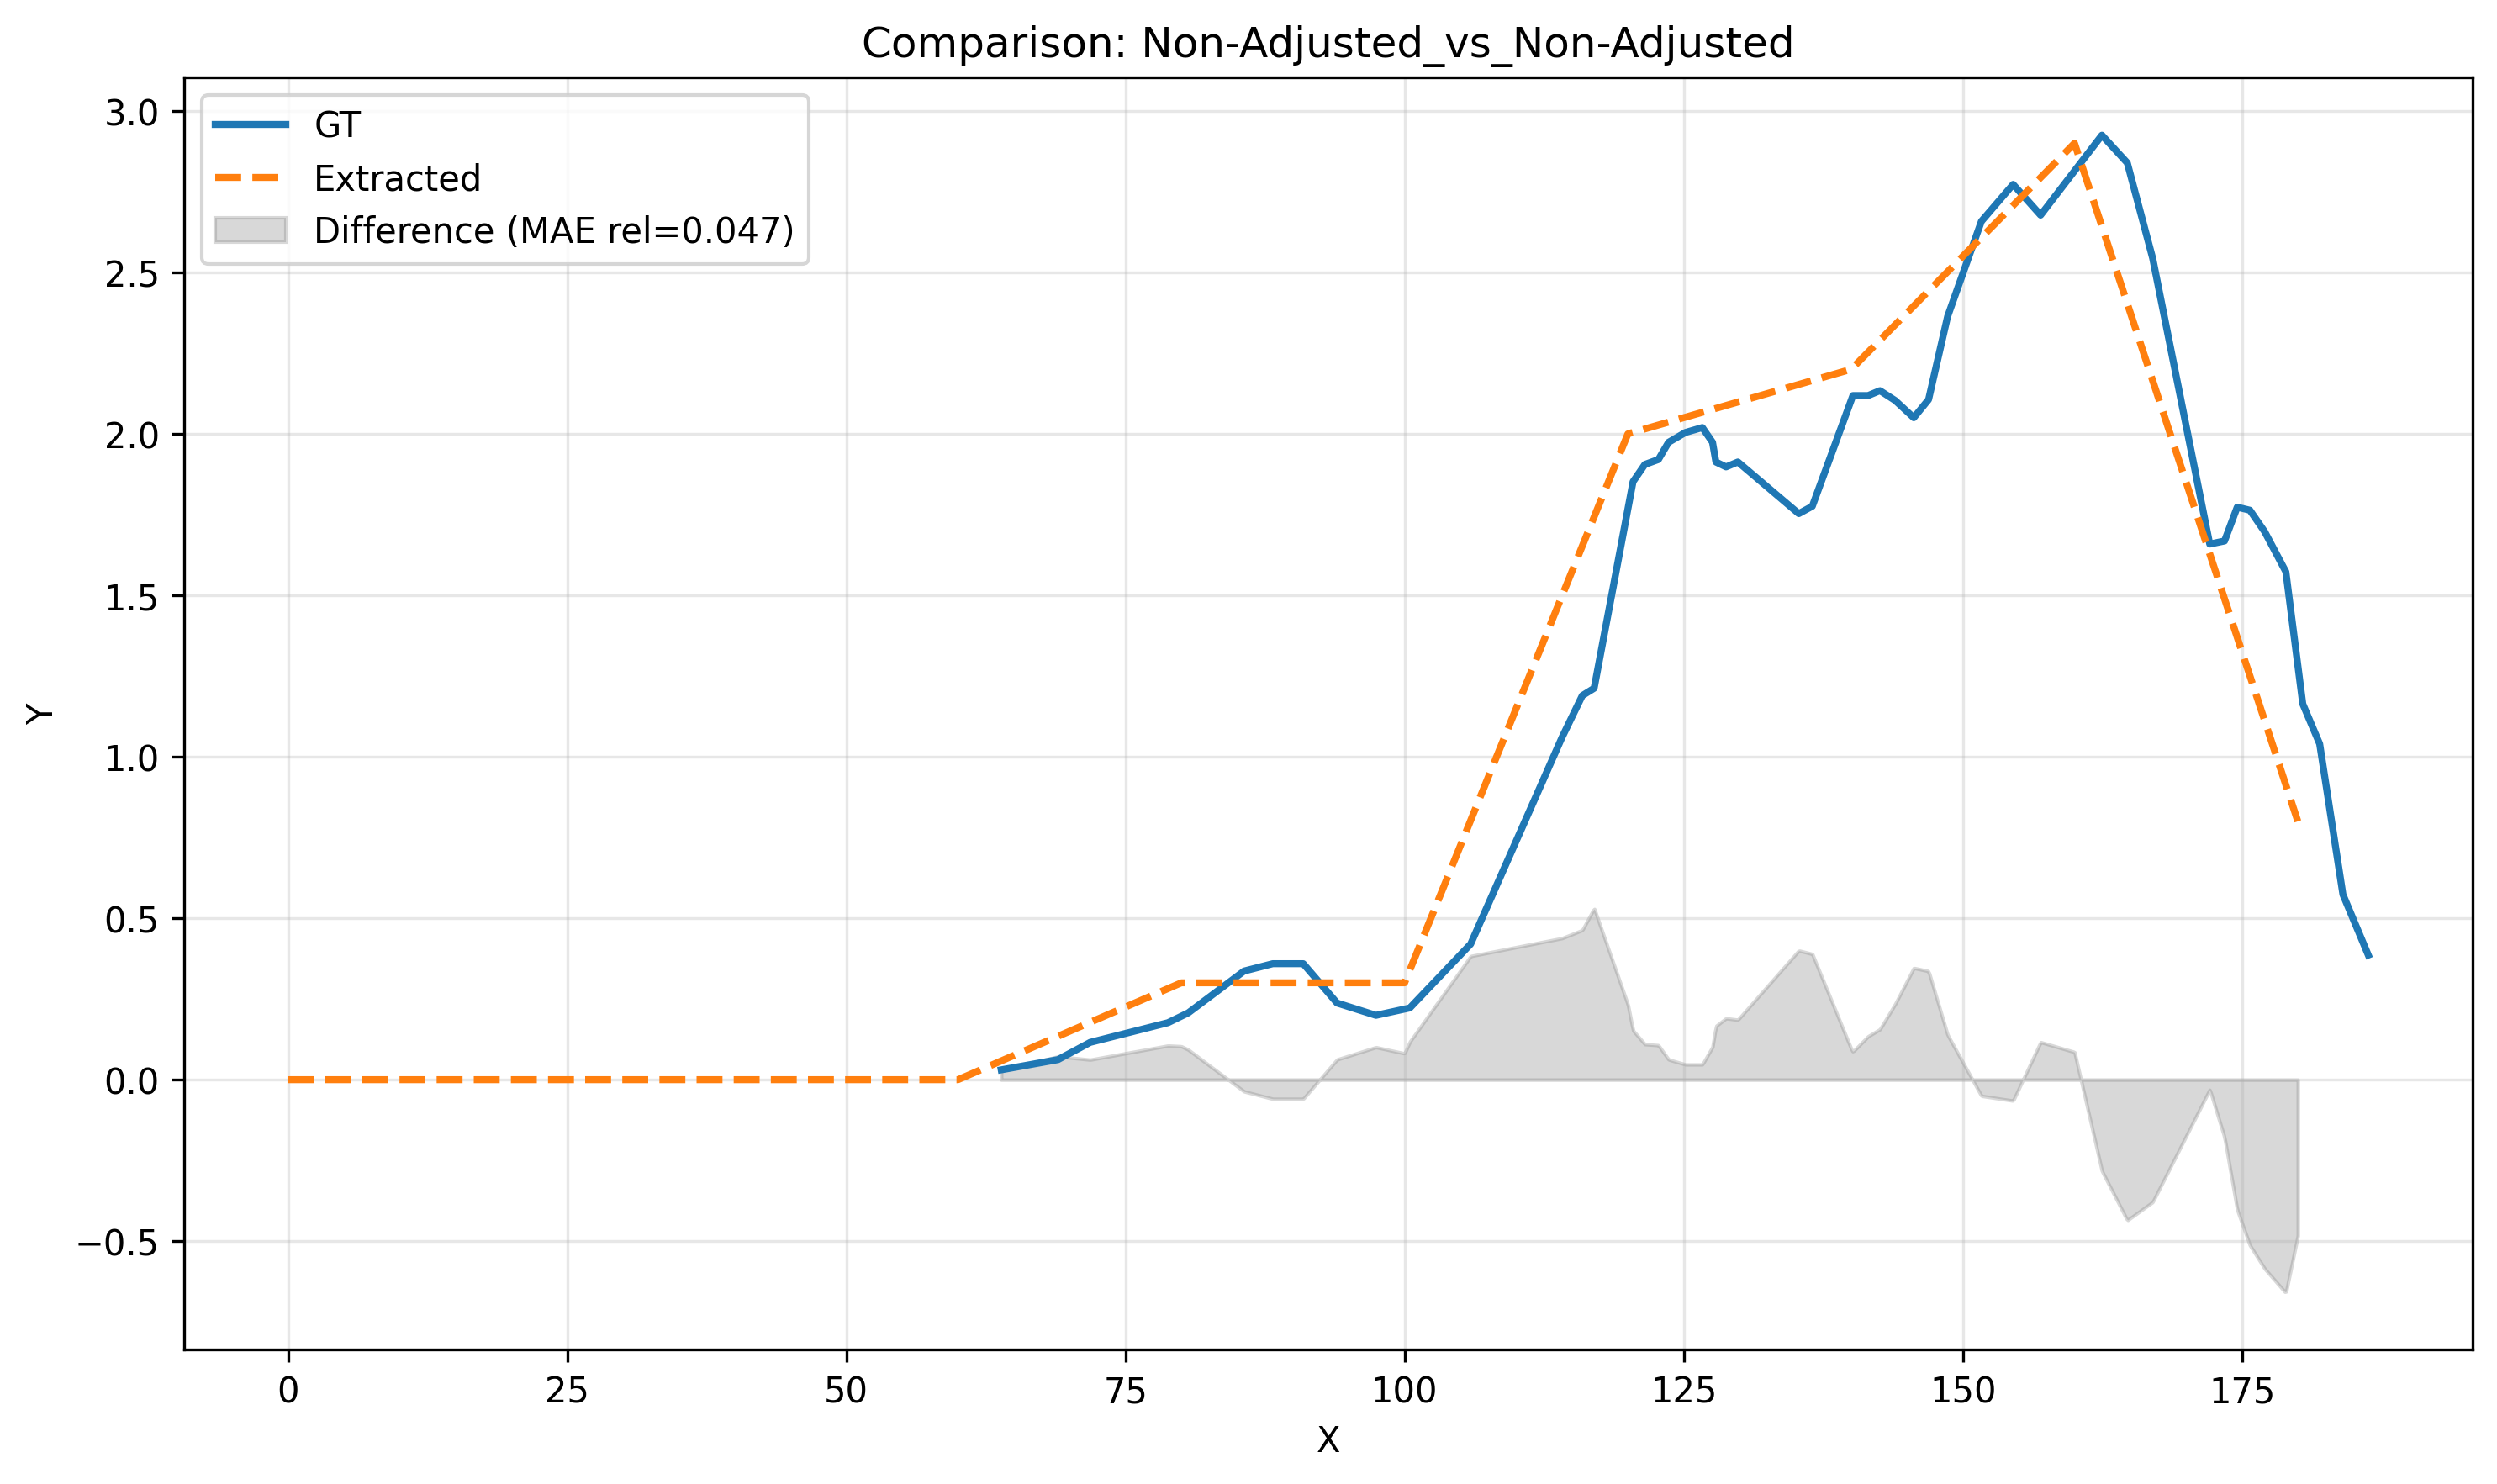 Comparison: Non-Adjusted_vs_Non-Adjusted
GT
Extracted
Difference (MAE rel=0.047)
3.0
2.5
2.0
1.5
1.0
0.5
0.0
−0.5
Y
0 25 50 75 100 125 150 175
X